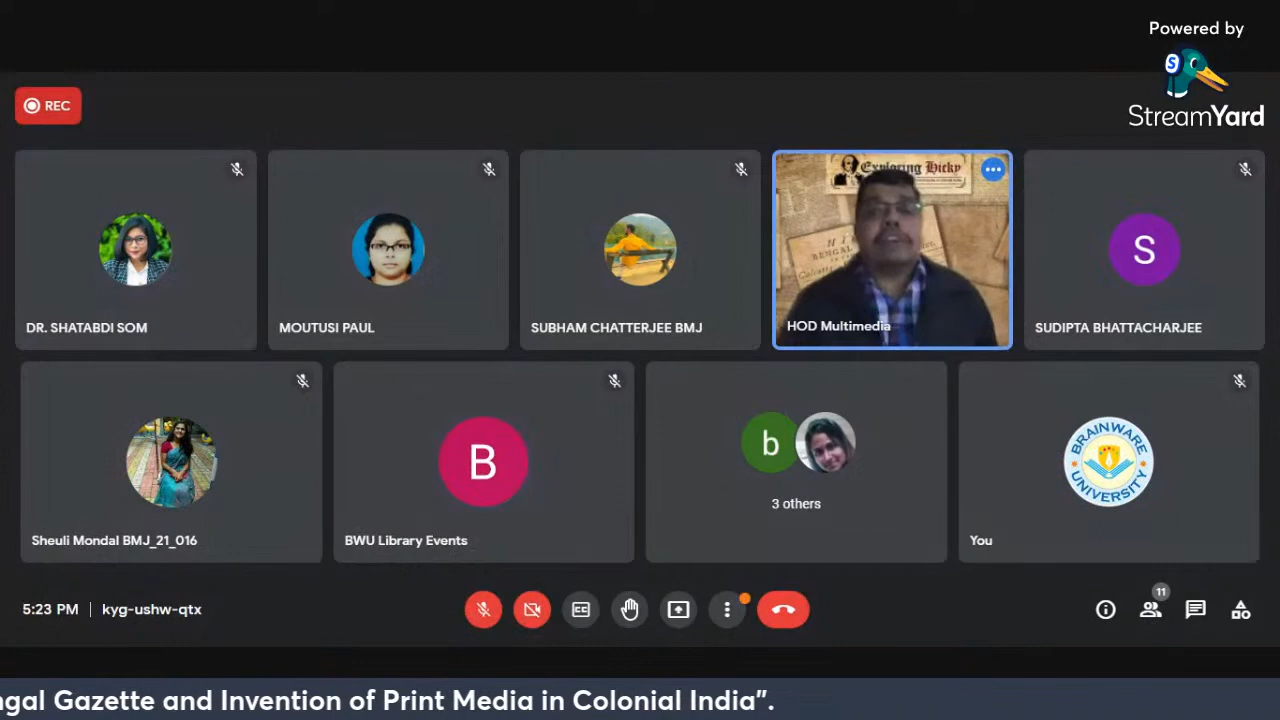 Powered by
StreamYard
S
REC
Exploring Hicky
DR. SHATABDI SOM
MOUTUSI PAUL
SUBHAM CHATTERJEE BMJ
HOD Multimedia
S
SUDIPTA BHATTACHARJEE
Sheuli Mondal BMJ_21_016
B
BWU Library Events
b
3 others
BRAINWARE UNIVERSITY
You
5:23 PM | kyg-ushw-qtx
CC
11
ngal Gazette and Invention of Print Media in Colonial India”.